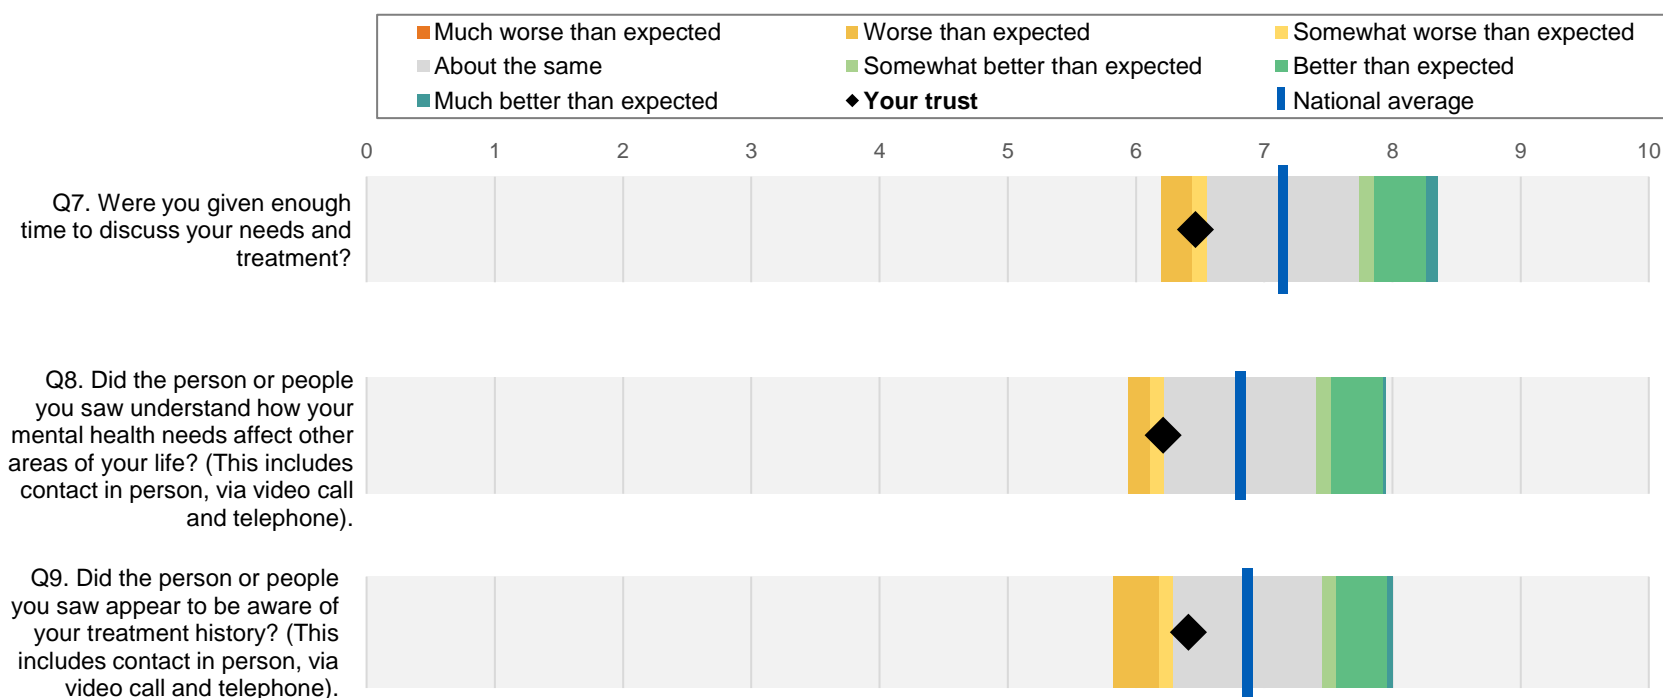 Much worse than expected
Worse than expected
Somewhat worse than expected
About the same
Somewhat better than expected
Better than expected
Much better than expected
Your trust
National average
0 1 2 3 4 5 6 7 8 9 10
Q7. Were you given enough
time to discuss your needs and
treatment?
Q8. Did the person or people
you saw understand how your
mental health needs affect other
areas of your life? (This includes
contact in person, via video call
and telephone).
Q9. Did the person or people
you saw appear to be aware of
your treatment history? (This
includes contact in person, via
video call and telephone).